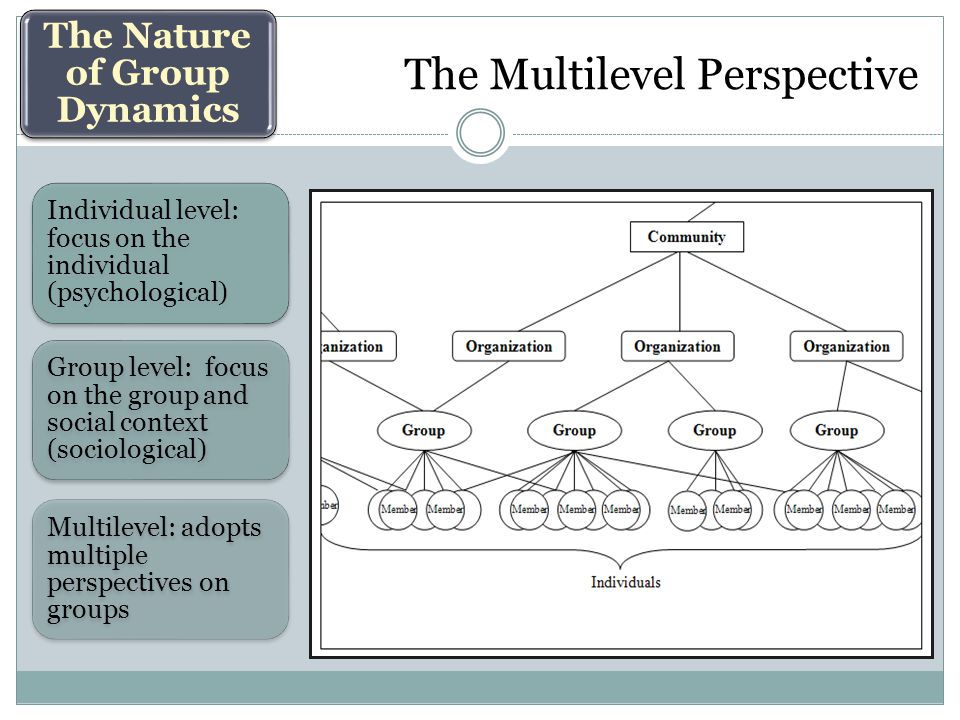 The Nature
of Group
Dynamics
The Multilevel Perspective
Individual level:
focus on the
individual
(psychological)
Group level: focus
on the group and
social context
(sociological)
Multilevel: adopts
multiple
perspectives on
groups
Community
ganization Organization Organization Organization
Group Group Group Group
nber Member Member Member Member Member Member Member Member Member Member
Individuals